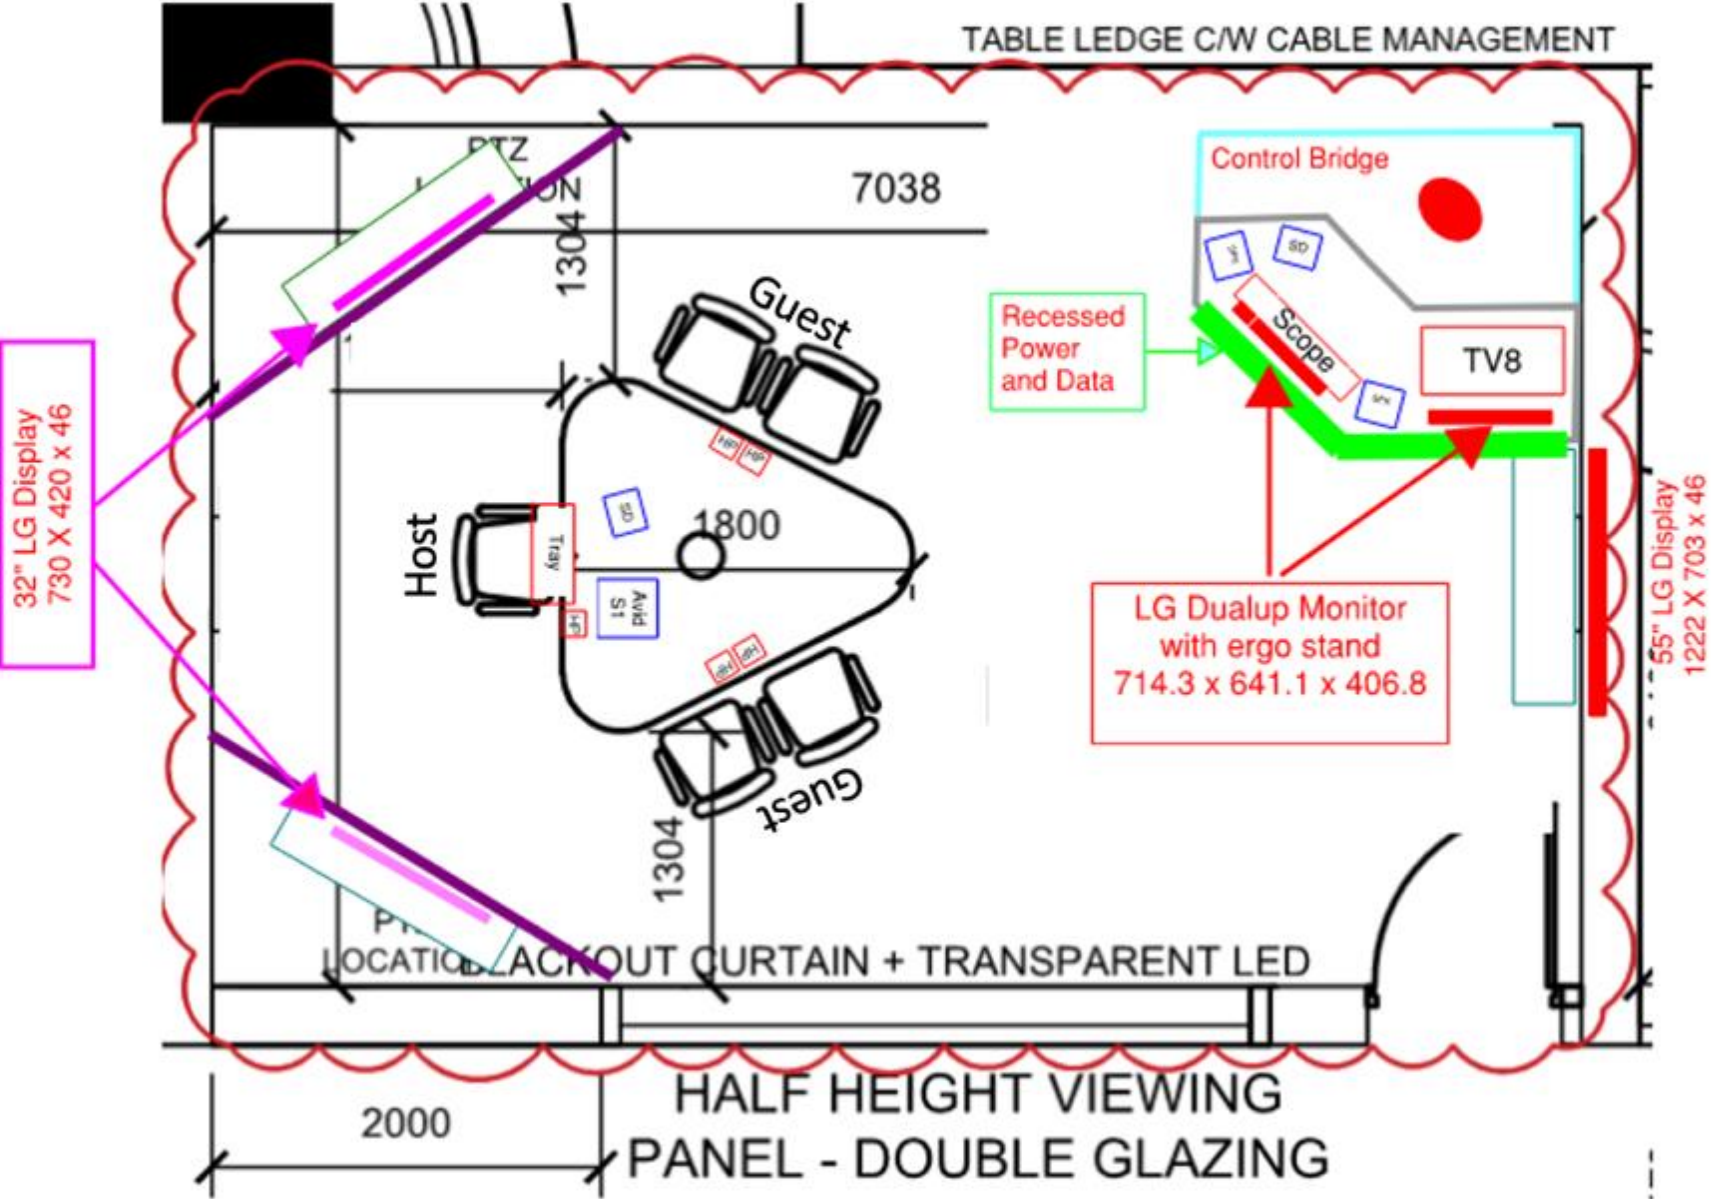 TABLE LEDGE C/W CABLE MANAGEMENT
PTZ
7038
1304
Control Bridge
SD
Guest
Recessed
Power
and Data
Scope
TV8
32" LG Display
730 X 420 x 46
HP
HP
Host
SD
1800
Tray
Avid
S1
HP
HP
HP
LG Dualup Monitor
with ergo stand
714.3 x 641.1 x 406.8
55" LG Display
1222 X 703 x 46
Guest
1304
BLACKOUT CURTAIN + TRANSPARENT LED
HALF HEIGHT VIEWING
2000
PANEL - DOUBLE GLAZING